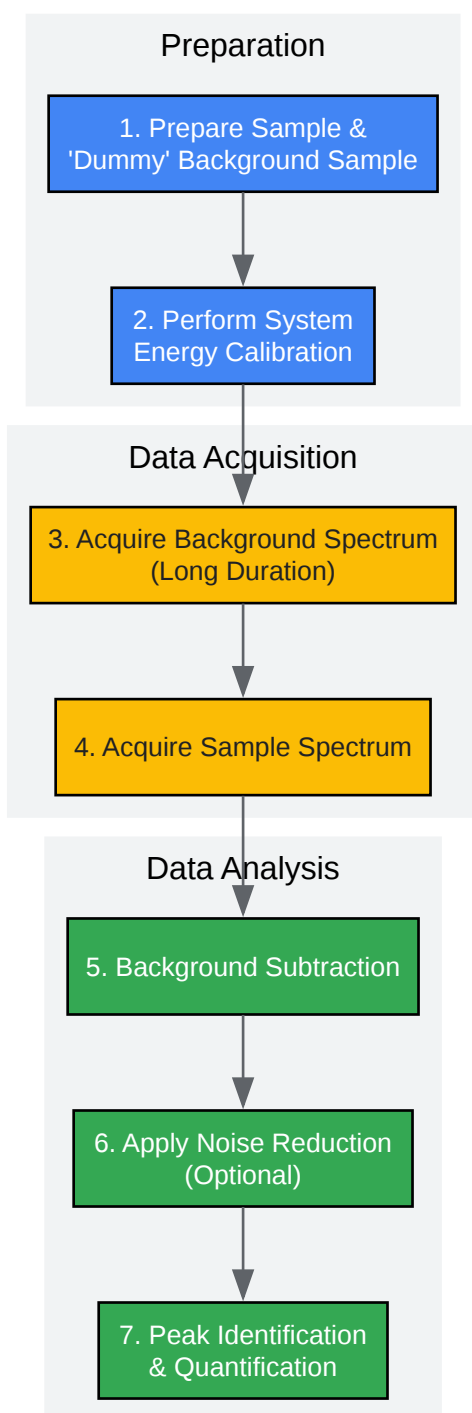 Preparation
1. Prepare Sample &
'Dummy' Background Sample
2. Perform System
Energy Calibration
Data Acquisition
3. Acquire Background Spectrum
(Long Duration)
4. Acquire Sample Spectrum
Data Analysis
5. Background Subtraction
6. Apply Noise Reduction
(Optional)
7. Peak Identification
& Quantification